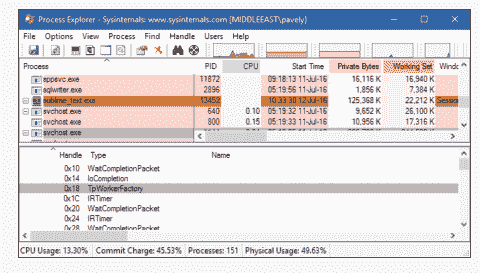 Process Explorer - Sysinternals: www.sysinternals.com [MIDDLEEAST\pavely]
File Options View Process Find Handle Users Help
Process PID CPU Start Time Private Bytes Working Set Windo
sppsvc.exe 11872 09:18:13 11-Jul-16 16,116 K 16,940 K
sqlwriter.exe 2896 05:19:56 11-Jul-16 1,856 K 7,384 K
sublime_text.exe 13452 10:33:30 12-Jul-16 125,368 K 22,212 K Session
svchost.exe 640 0.10 05:19:32 11-Jul-16 9,652 K 26,100 K
svchost.exe 800 0.15 05:19:33 11-Jul-16 10,956 K 17,316 K
svchost.exe
Handle Type Name
0x10 WaitCompletionPacket
0x14 IoCompletion
0x18 TpWorkerFactory
0x1C IRTimer
0x20 WaitCompletionPacket
0x24 IRTimer
0x28 WaitCompletionPacket
CPU Usage: 13.30% Commit Charge: 45.53% Processes: 151 Physical Usage: 49.63%